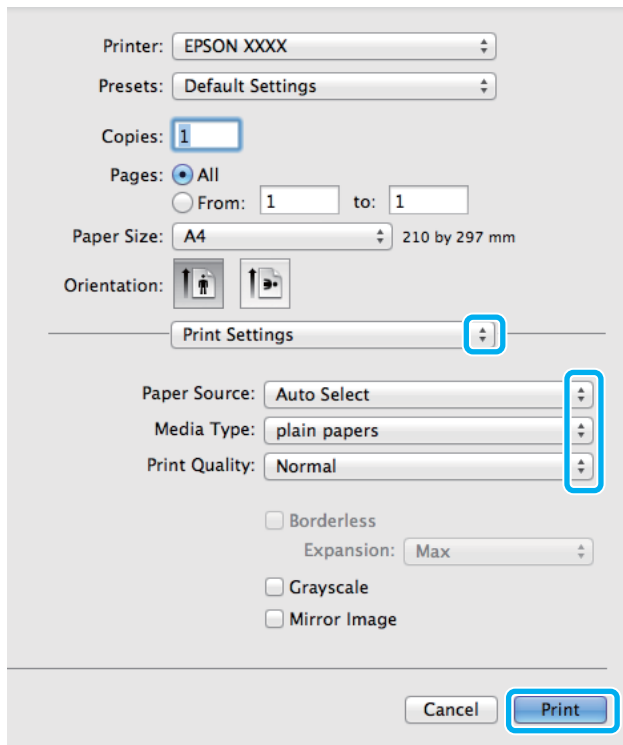 Printer: EPSON XXXX
Presets: Default Settings
Copies: 1
Pages: All
From: 1 to: 1
Paper Size: A4 210 by 297 mm
Orientation:
Print Settings
Paper Source: Auto Select
Media Type: plain papers
Print Quality: Normal
Borderless
Expansion: Max
Grayscale
Mirror Image
Cancel Print